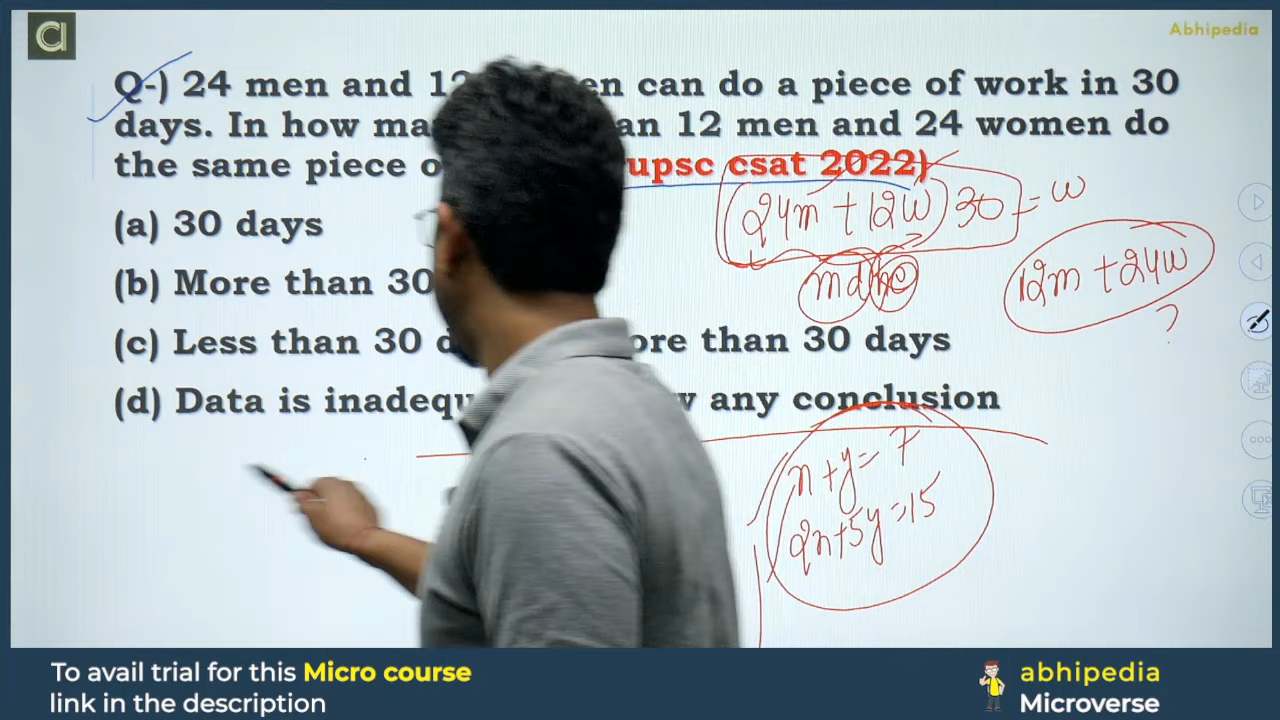 Abhipedia
Q-) 24 men and 12 en can do a piece of work in 30
days. In how ma an 12 men and 24 women do
the same piece o upsc csat 2022)
(24m + 12w) 30 = w
(a) 30 days
12m + 24w
?
(b) More than 30
(c) Less than 30 d ore than 30 days
(d) Data is inadequ w any conclusion
x + y = 7
2x + 5y = 15
To avail trial for this Micro course
link in the description
abhipedia
Microverse